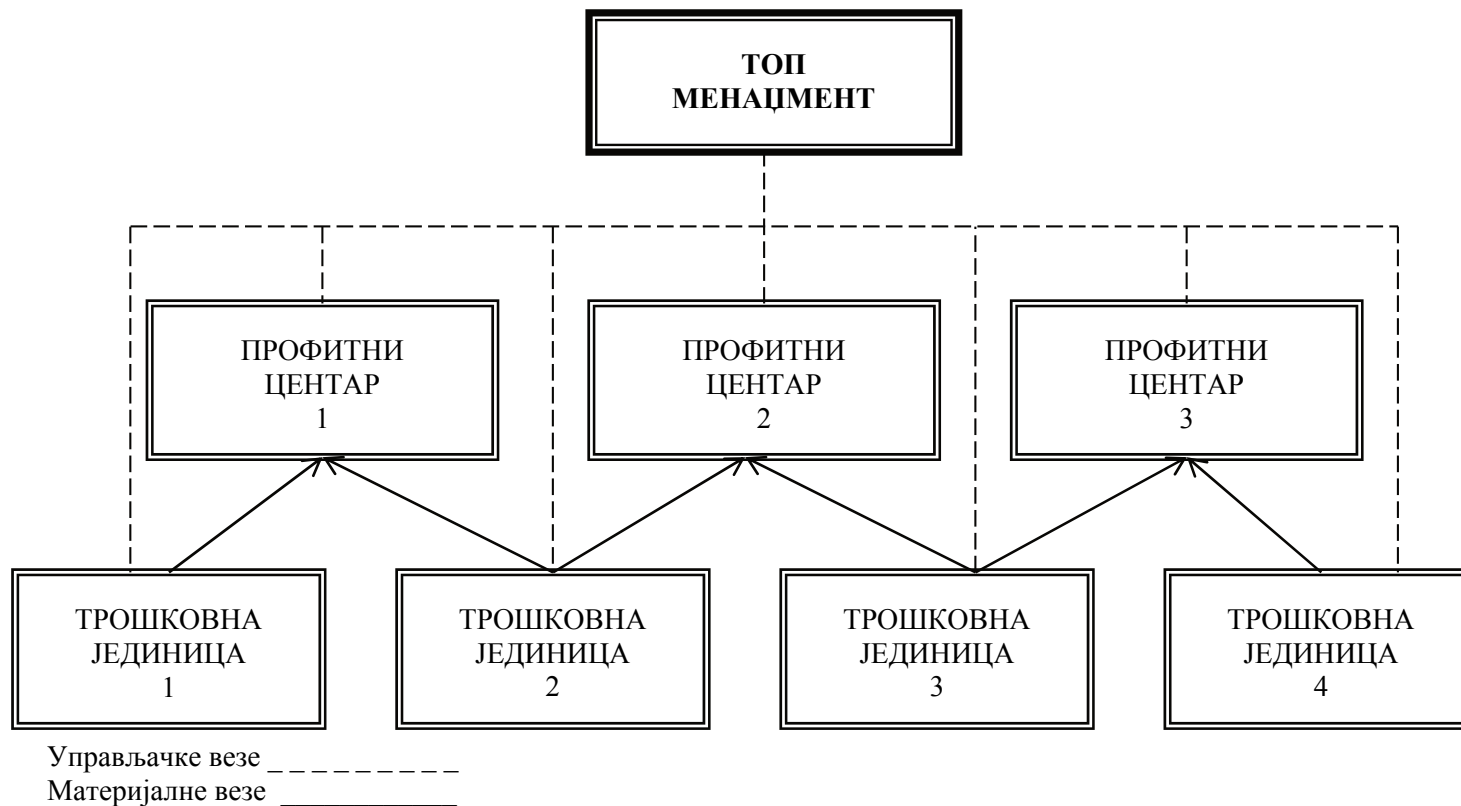 ТОП
МЕНАЏМЕНТ
ПРОФИТНИ
ЦЕНТАР
1
ПРОФИТНИ
ЦЕНТАР
2
ПРОФИТНИ
ЦЕНТАР
3
ТРОШКОВНА
ЈЕДИНИЦА
1
ТРОШКОВНА
ЈЕДИНИЦА
2
ТРОШКОВНА
ЈЕДИНИЦА
3
ТРОШКОВНА
ЈЕДИНИЦА
4
Управљачке везе _ _ _ _ _ _ _ _ _
Материјалне везе ____________